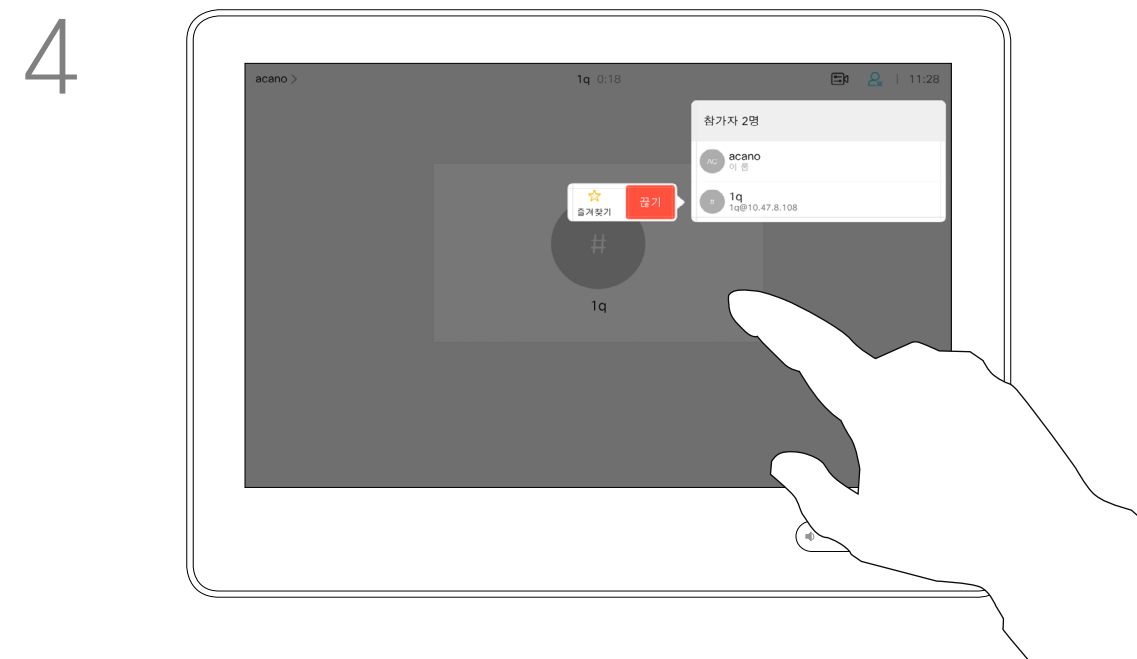 4
acano >
1q 0:18
11:28
참가자 2명
AC
acano
이 룸
즐겨찾기
끊기
#
1q
1q@10.47.8.108
#
1q